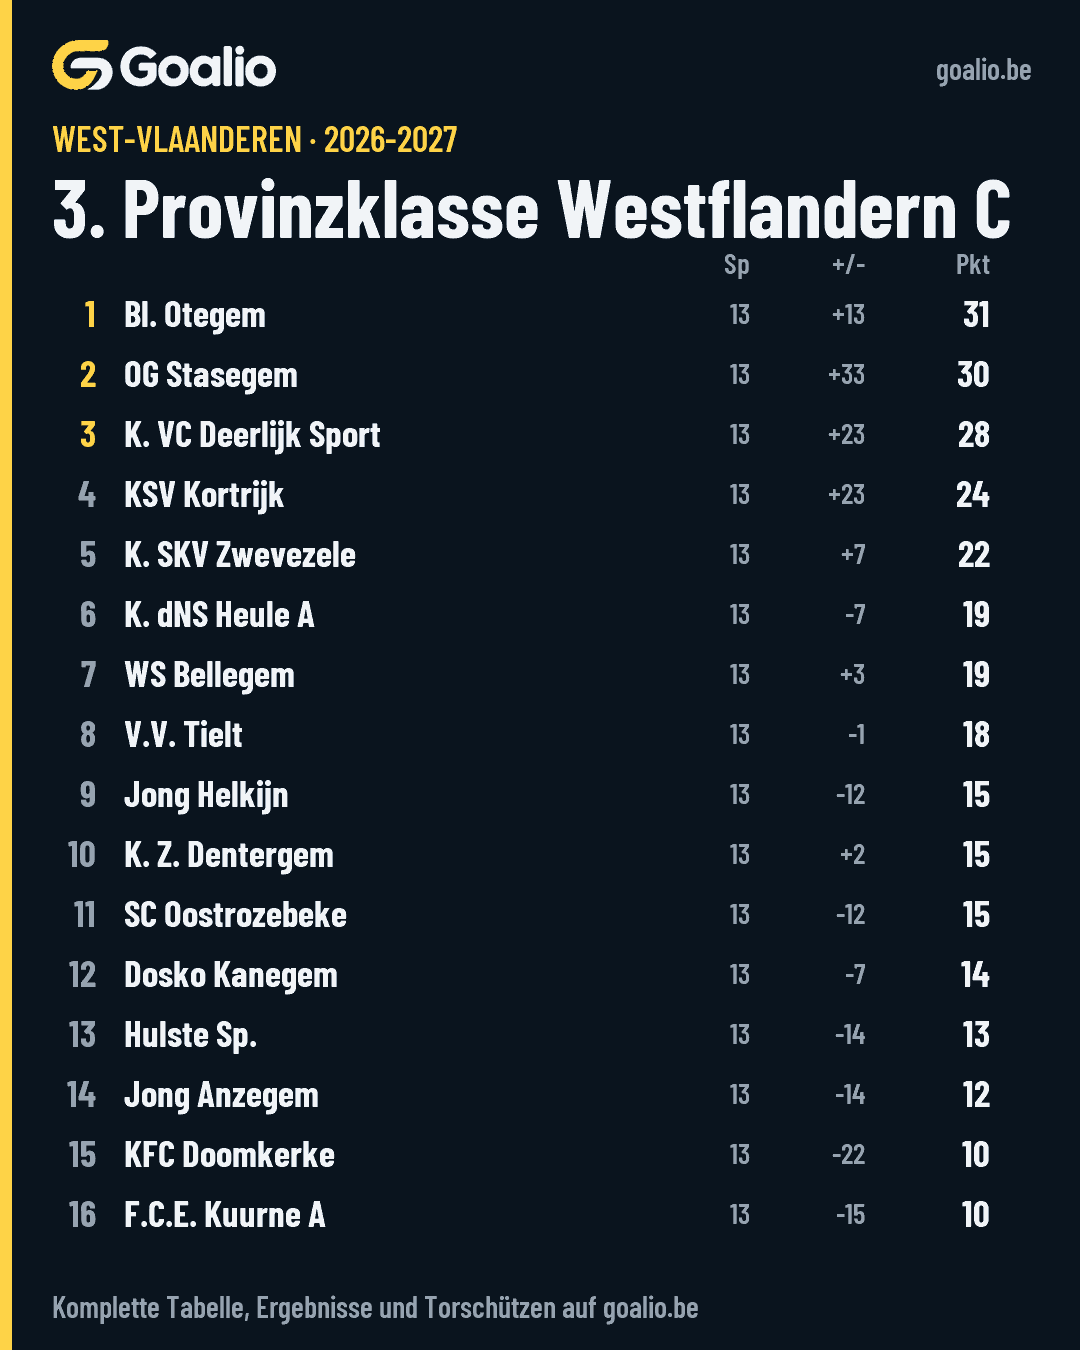 Goalio
goalio.be
WEST-VLAANDEREN · 2026-2027
3. Provinzklasse Westflandern C
Sp +/- Pkt
1 Bl. Otegem 13 +13 31
2 OG Stasegem 13 +33 30
3 K. VC Deerlijk Sport 13 +23 28
4 KSV Kortrijk 13 +23 24
5 K. SKV Zwevezele 13 +7 22
6 K. dNS Heule A 13 -7 19
7 WS Bellegem 13 +3 19
8 V.V. Tielt 13 -1 18
9 Jong Helkijn 13 -12 15
10 K. Z. Dentergem 13 +2 15
11 SC Oostrozebeke 13 -12 15
12 Dosko Kanegem 13 -7 14
13 Hulste Sp. 13 -14 13
14 Jong Anzegem 13 -14 12
15 KFC Doomkerke 13 -22 10
16 F.C.E. Kuurne A 13 -15 10
Komplette Tabelle, Ergebnisse und Torschützen auf goalio.be